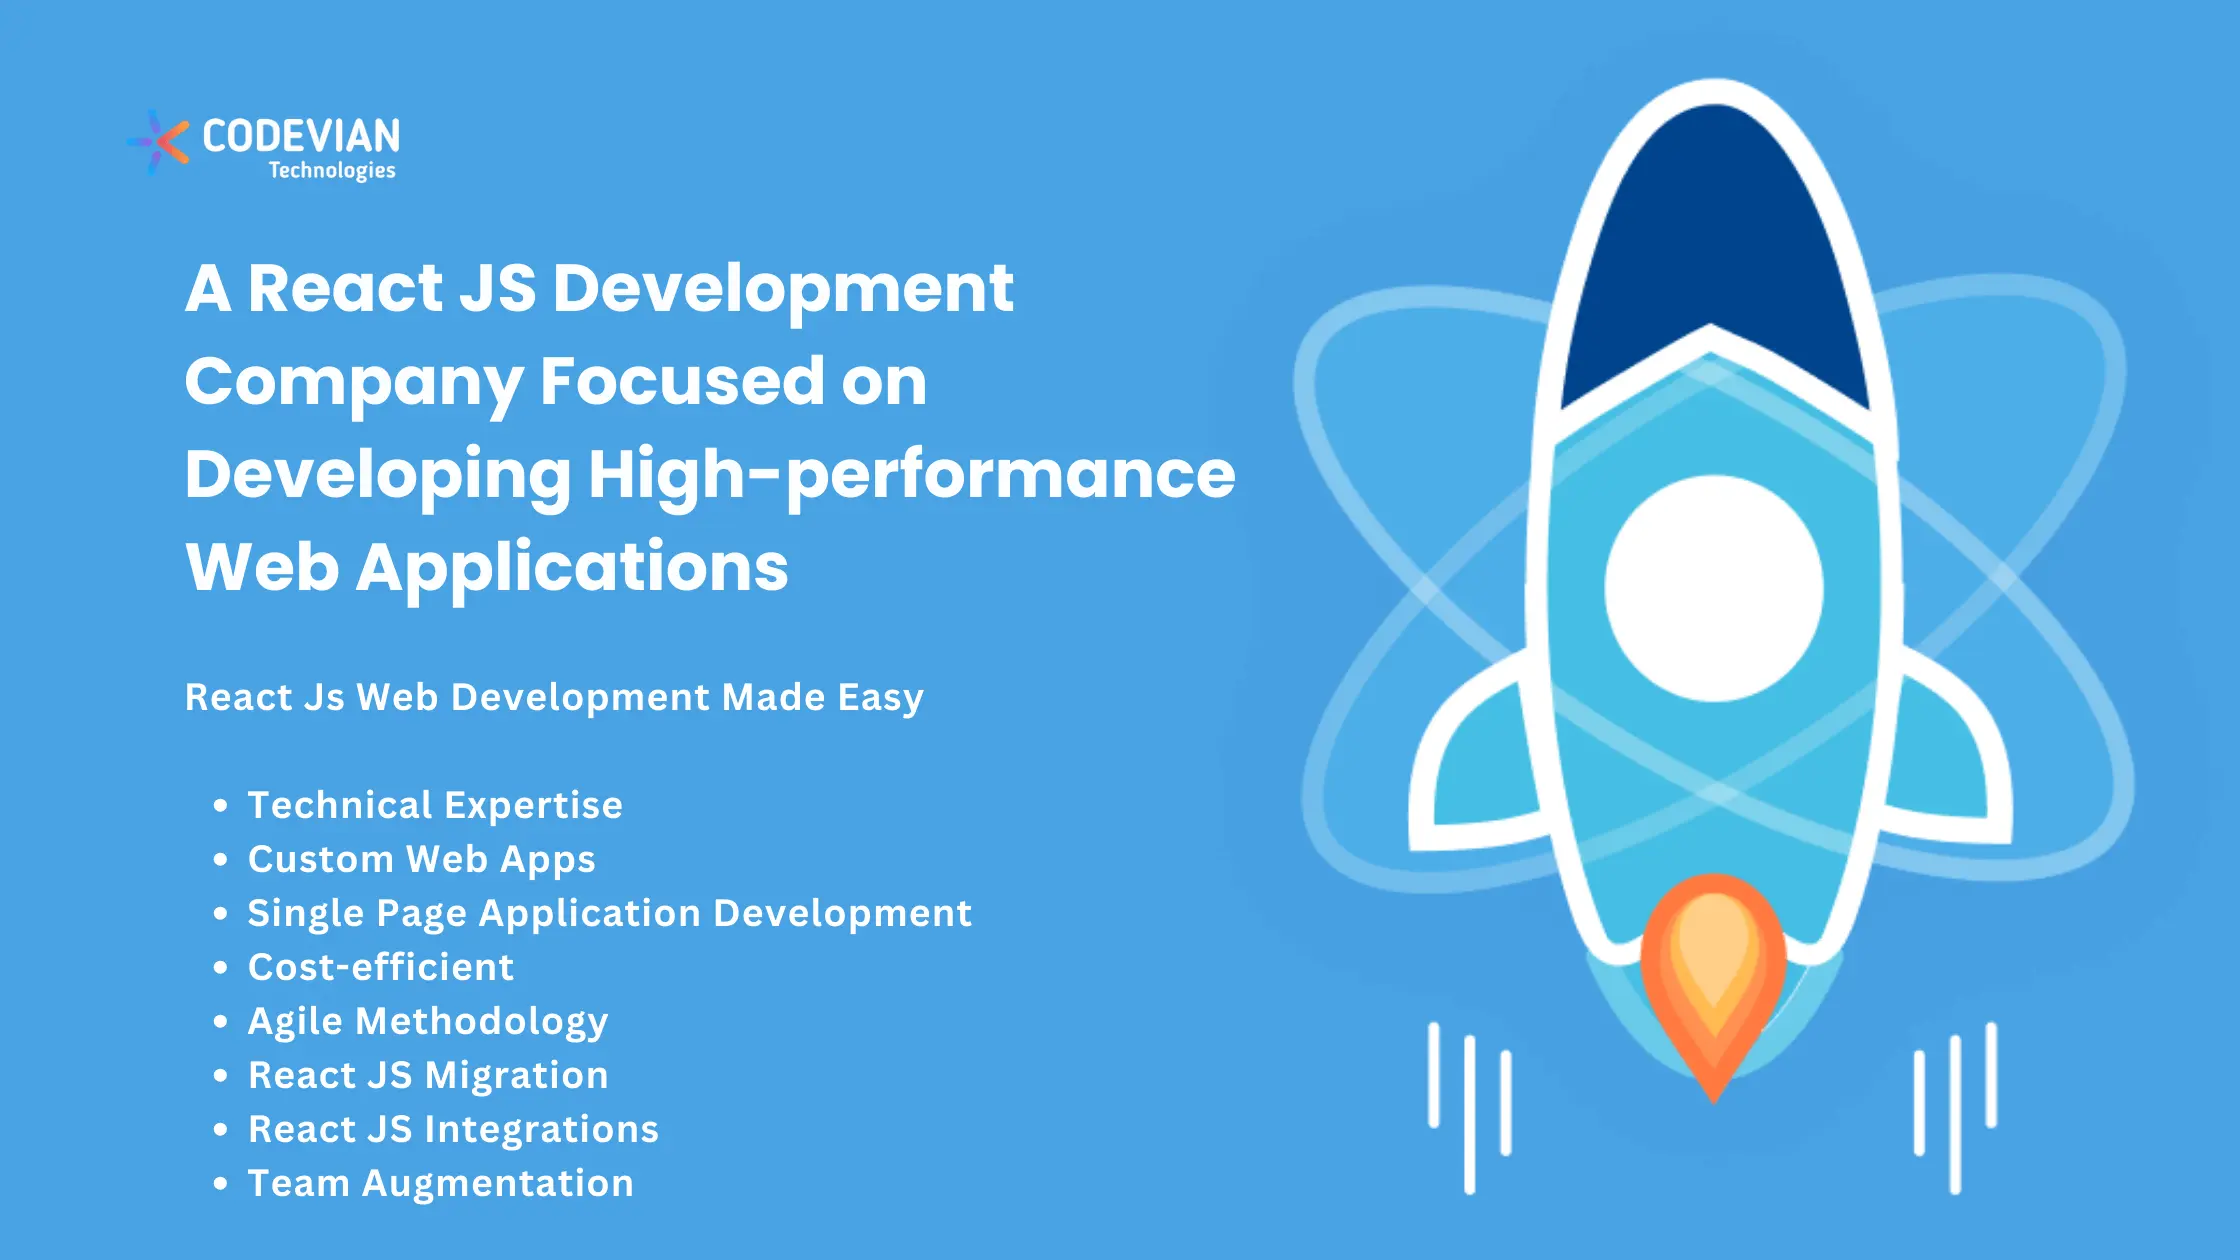 CODEVIAN
Technologies
A React JS Development
Company Focused on
Developing High-performance
Web Applications
React Js Web Development Made Easy
• Technical Expertise
• Custom Web Apps
• Single Page Application Development
• Cost-efficient
• Agile Methodology
• React JS Migration
• React JS Integrations
• Team Augmentation